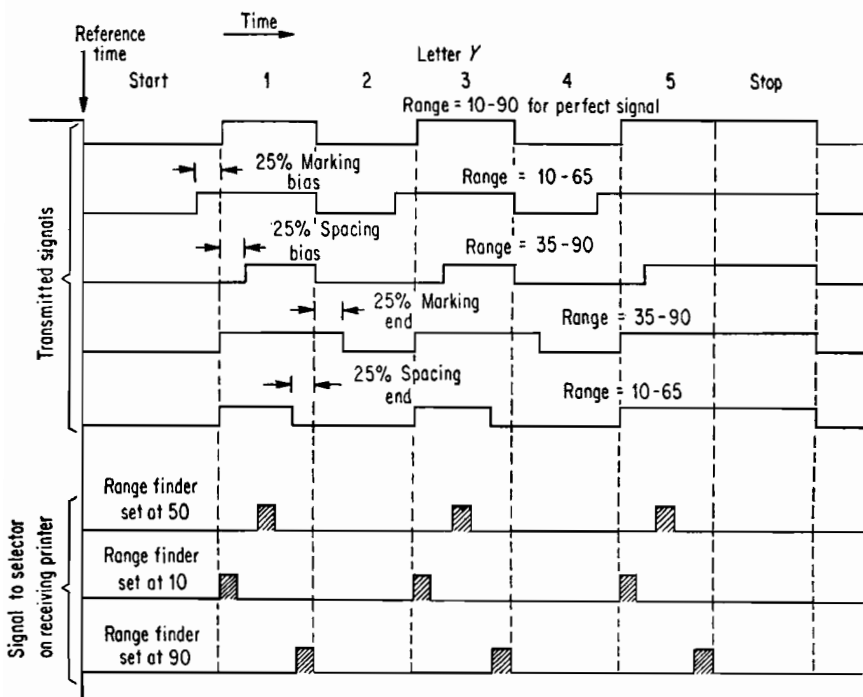 Time
Reference
time
Letter Y
Start 1 2 3 4 5 Stop
Range = 10-90 for perfect signal
25% Marking
bias
Range = 10-65
25% Spacing
bias
Range = 35-90
25% Marking
end
Range = 35-90
25% Spacing
end
Range = 10-65
Transmitted signals
Range finder
set at 50
Range finder
set at 10
Range finder
set at 90
Signal to selector
on receiving printer